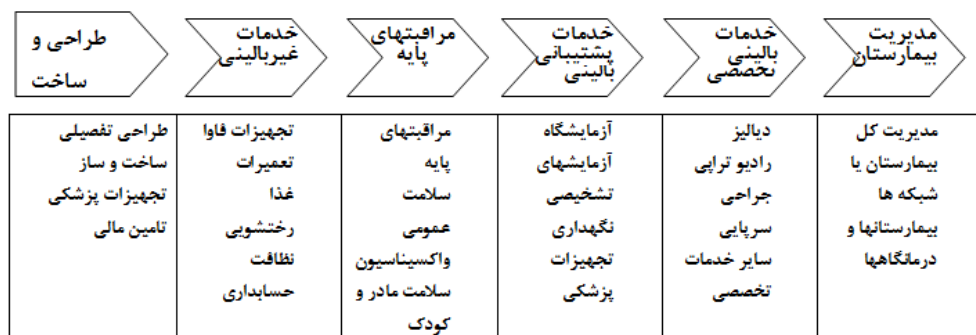 مدیریت
بیمارستان
خدمات
بالینی
تخصصی
خدمات
پشتیبانی
بالینی
مراقبتهای
پایه
خدمات
غیربالینی
طراحی و
ساخت
مدیریت کل
بیمارستان یا
شبکه ها
بیمارستانها و
درمانگاهها
دیالیز
رادیو تراپی
جراحی
سرپایی
سایر خدمات
تخصصی
آزمایشگاه
آزمایشهای
تشخیصی
نگهداری
تجهیزات
پزشکی
مراقبتهای
پایه
سلامت
عمومی
واکسیناسیون
سلامت مادر و
کودک
تجهیزات فاوا
تعمیرات
غذا
رختشویی
نظافت
حسابداری
طراحی تفصیلی
ساخت و ساز
تجهیزات پزشکی
تامین مالی